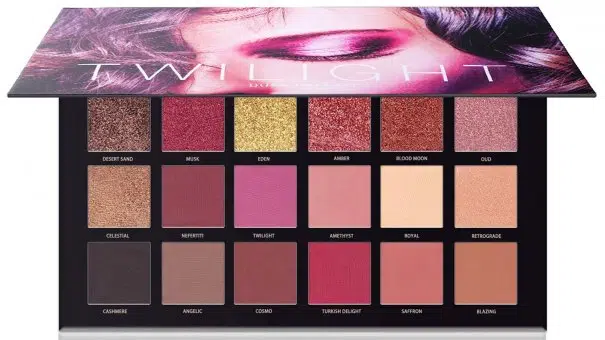 TWILIGHT
DESERT SAND MUSK EDEN AMBER BLOOD MOON OUD
CELESTIAL NEFERTITI TWILIGHT AMETHYST ROYAL RETROGRADE
CASHMERE ANGELIC COSMO TURKISH DELIGHT SAFFRON BLAZING